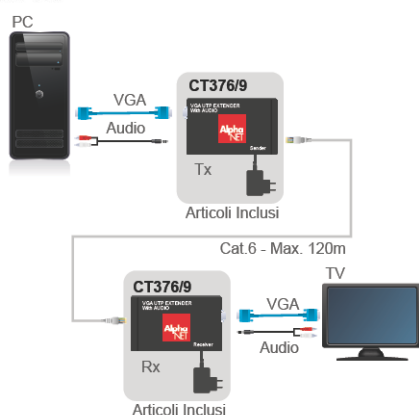 PC
CT376/9
VGA
VGA UTP EXTENDER
With AUDIO
Audio
Alpha
NET
Sender
Tx
Articoli Inclusi
Cat.6 - Max. 120m
TV
CT376/9
VGA UTP EXTENDER
With AUDIO
VGA
Alpha
NET
Receiver
Audio
Rx
Articoli Inclusi